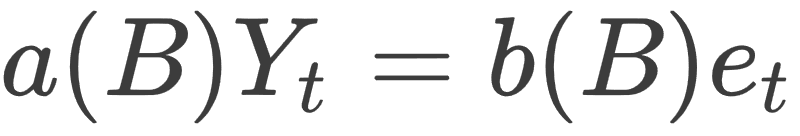 a(B)Y_t = b(B)e_t